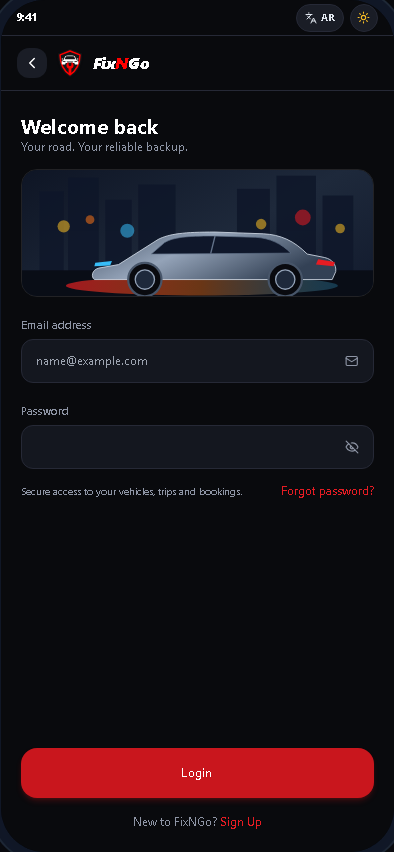 9:41
AR
FixNGo
Welcome back
Your road. Your reliable backup.
Email address
name@example.com
Password
Secure access to your vehicles, trips and bookings.
Forgot password?
Login
New to FixNGo? Sign Up